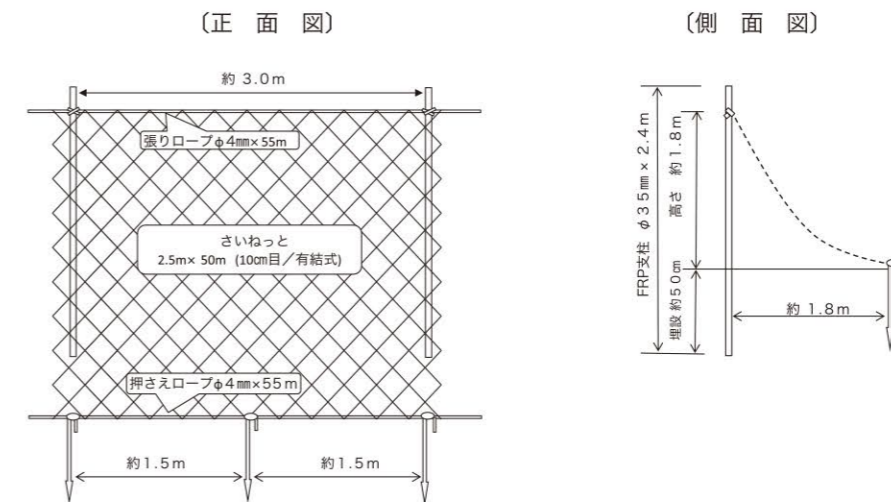 〔正 面 図〕
約 3.0m
張りロープφ4㎜×55m
さいねっと
2.5m× 50m (10㎝目／有結式)
押さえロープφ4㎜×55m
約1.5m
約1.5m
〔側 面 図〕
FRP支柱 φ35㎜×2.4m
高さ 約1.8m
埋設 約50㎝
約 1.8m